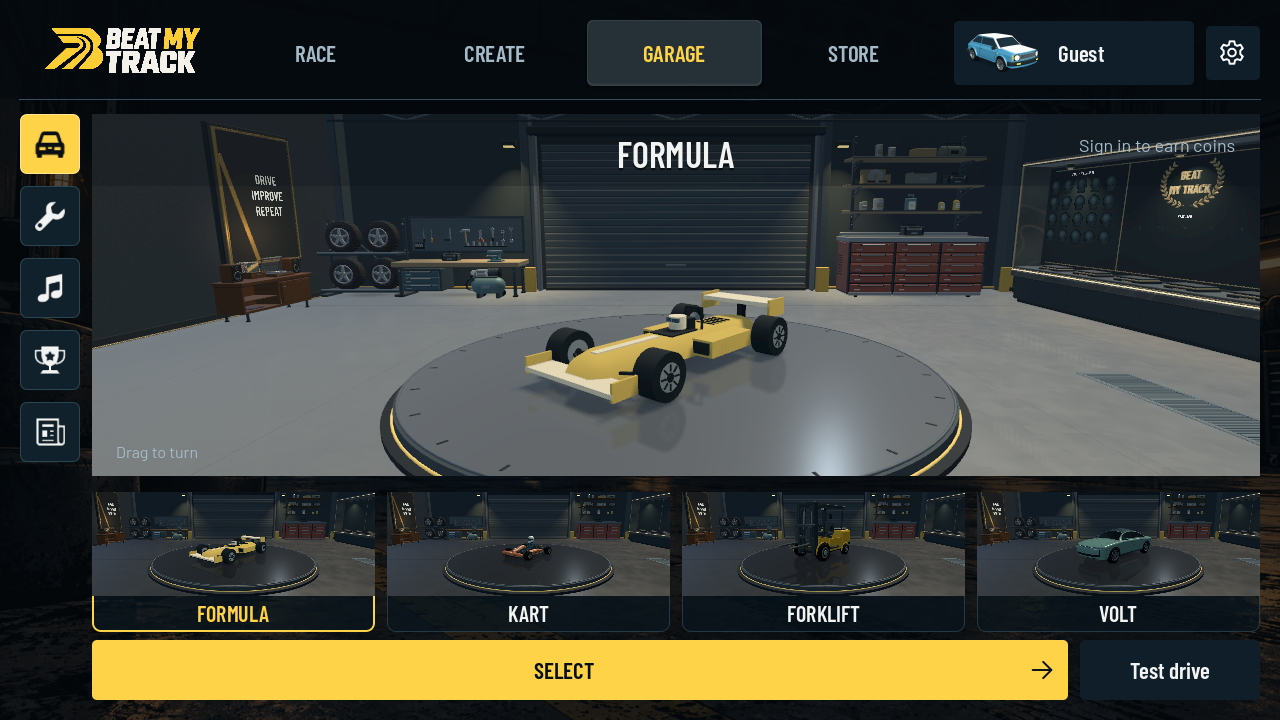 BEAT MY
TRACK
RACE
CREATE
GARAGE
STORE
Guest
FORMULA
Sign in to earn coins
DRIVE
IMPROVE
REPEAT
BEAT
MY TRACK
Drag to turn
FORMULA
KART
FORKLIFT
VOLT
SELECT
Test drive